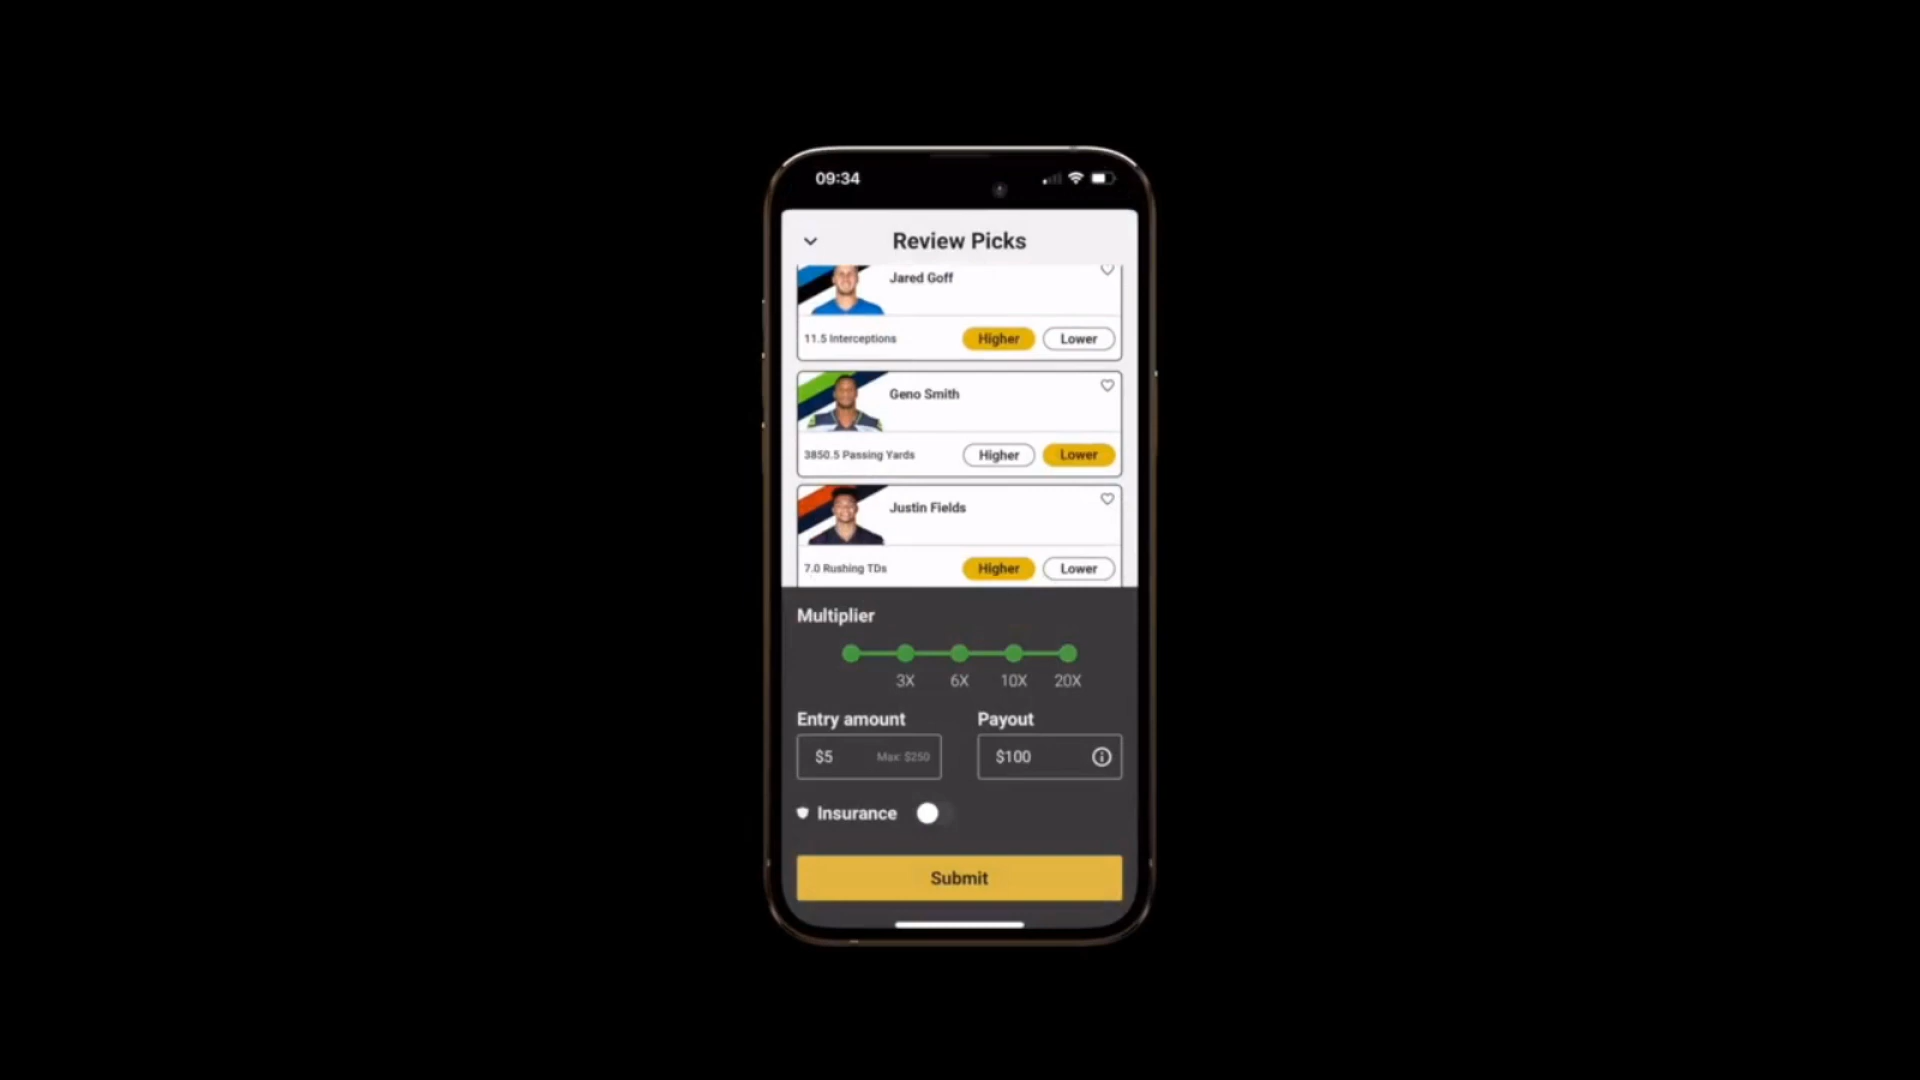 09:34
Review Picks
Jared Goff
11.5 Interceptions Higher Lower
Geno Smith
3850.5 Passing Yards Higher Lower
Justin Fields
7.0 Rushing TDs Higher Lower
Multiplier
3X 6X 10X 20X
Entry amount Payout
$5 Max: $250 $100
Insurance
Submit